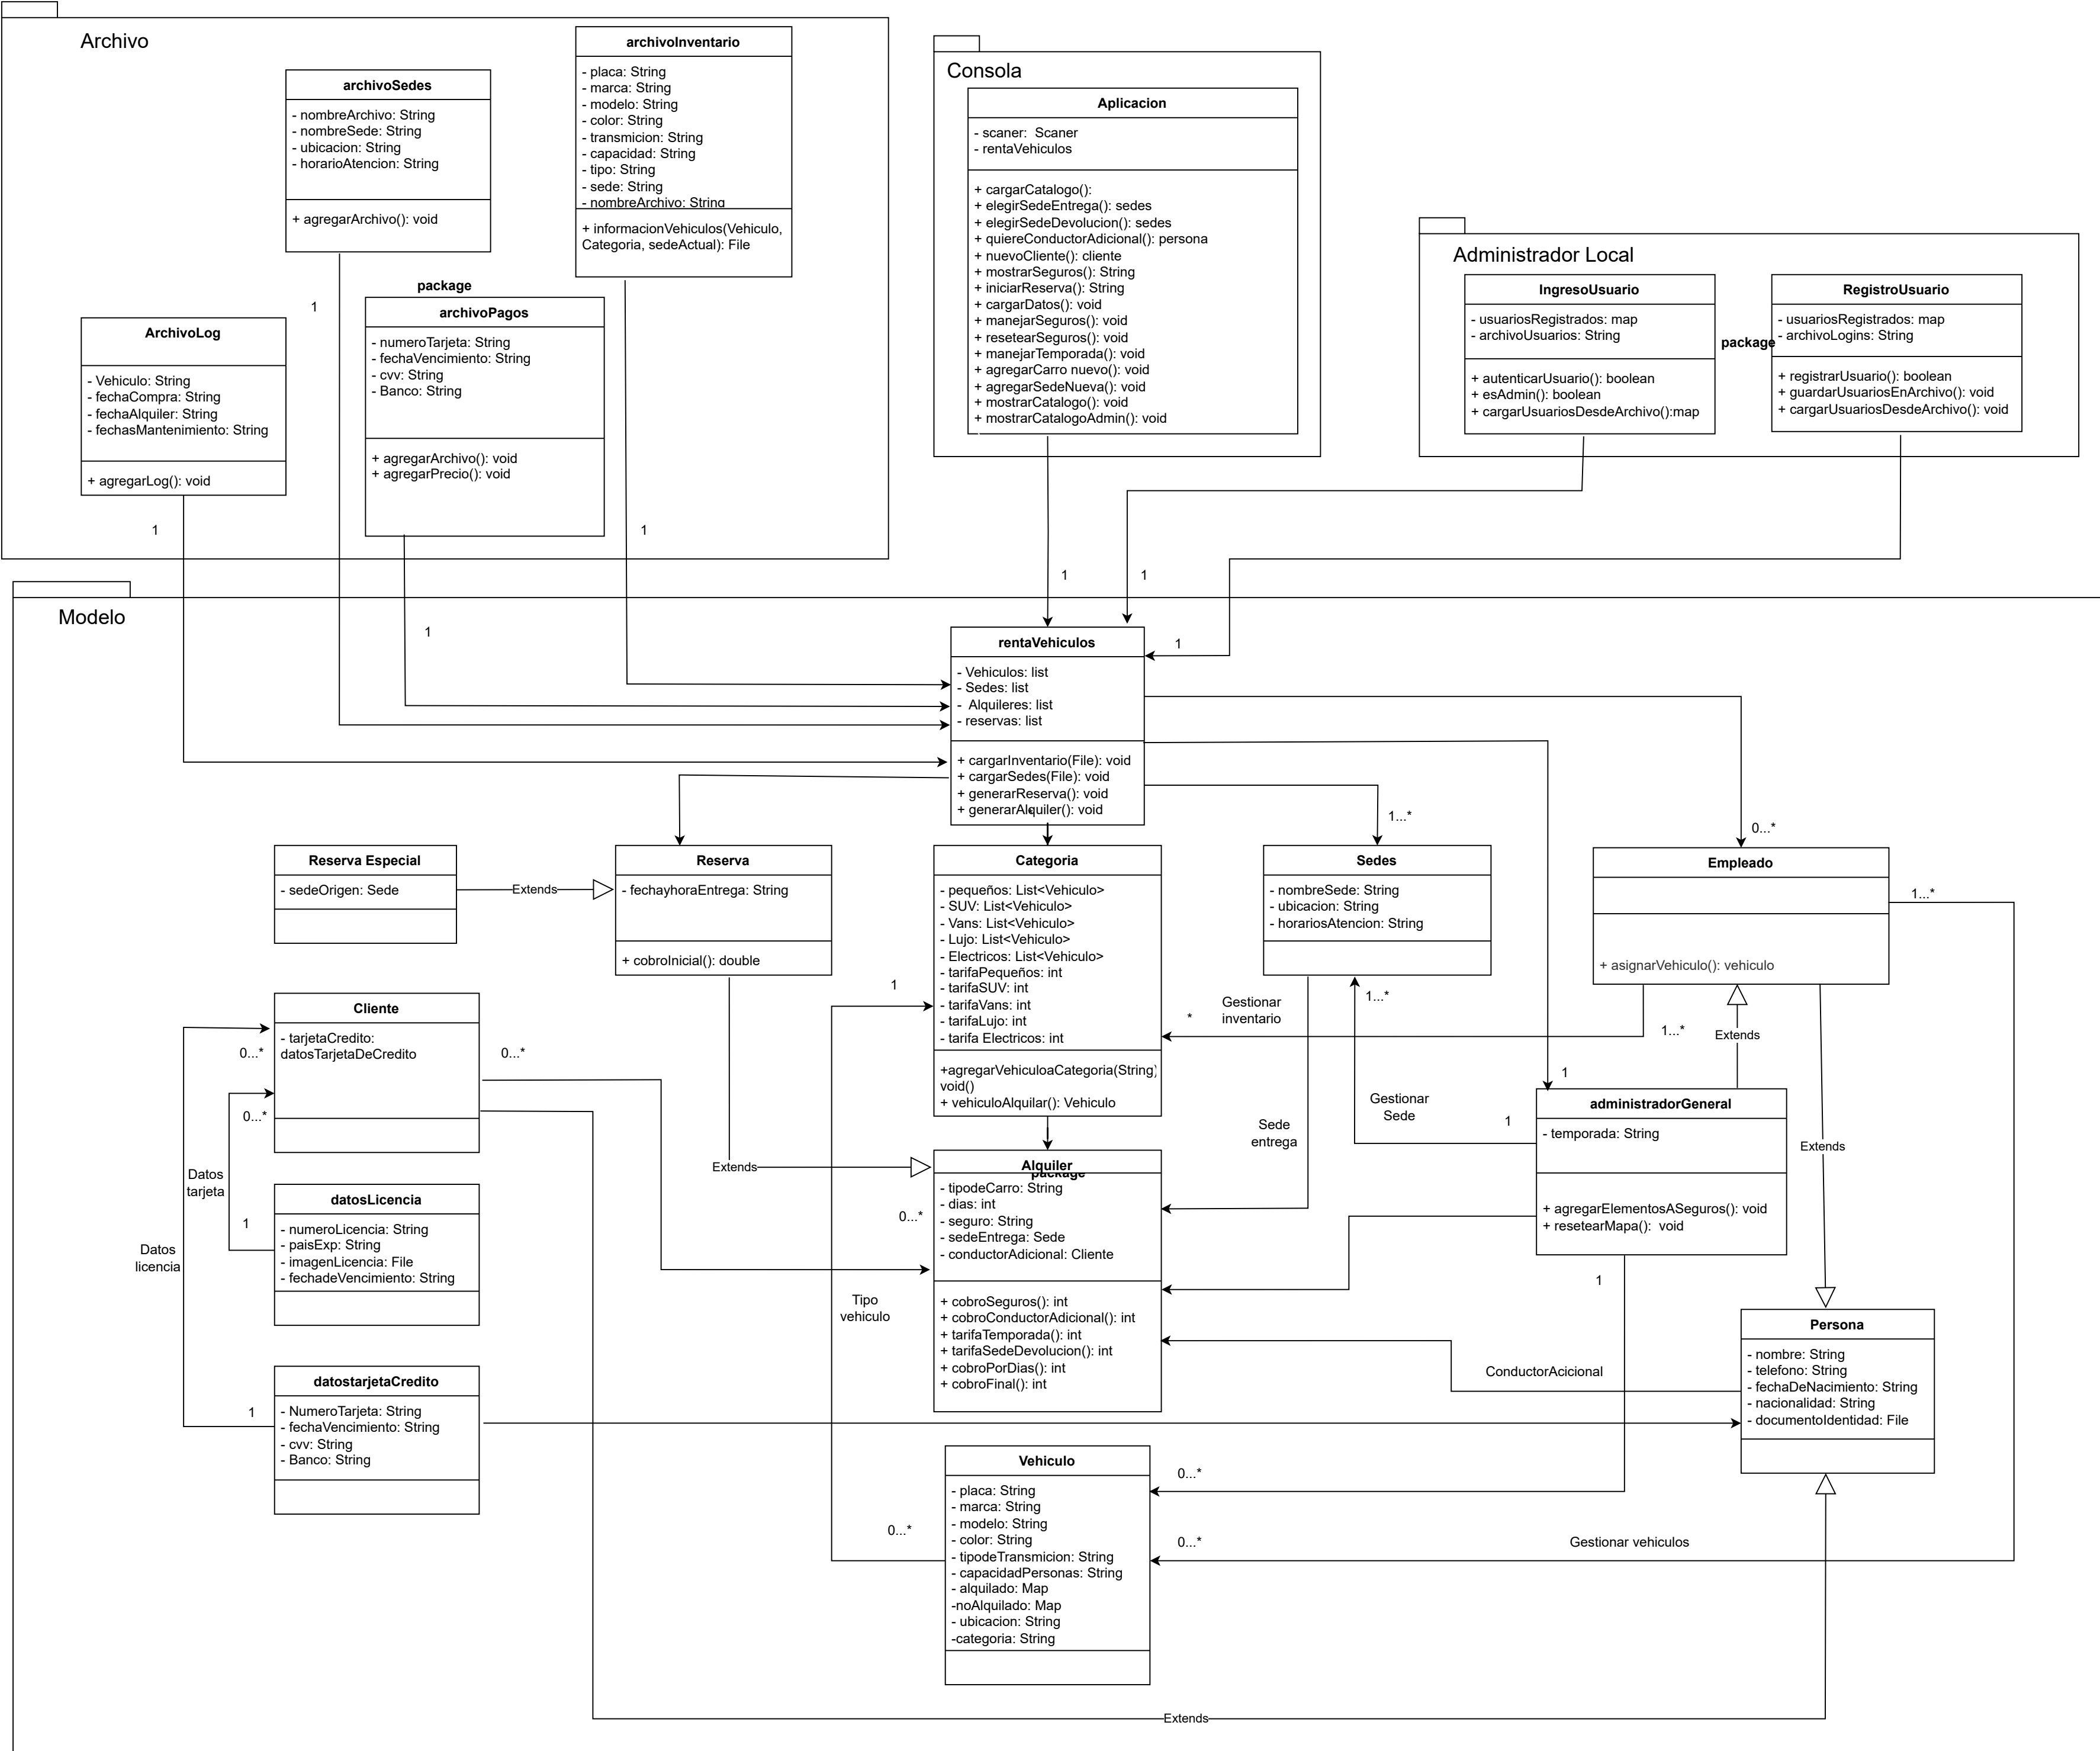 Archivo
archivoSedes
- nombreArchivo: String
- nombreSede: String
- ubicacion: String
- horarioAtencion: String
+ agregarArchivo(): void
archivoInventario
- placa: String
- marca: String
- modelo: String
- color: String
- transmicion: String
- capacidad: String
- tipo: String
- sede: String
- nombreArchivo: String
+ informacionVehiculos(Vehiculo,
Categoria, sedeActual): File
package
archivoPagos
- numeroTarjeta: String
- fechaVencimiento: String
- cvv: String
- Banco: String
+ agregarArchivo(): void
+ agregarPrecio(): void
ArchivoLog
- Vehiculo: String
- fechaCompra: String
- fechaAlquiler: String
- fechasMantenimiento: String
+ agregarLog(): void
1
1
1
1
Consola
Aplicacion
- scaner:  Scaner
- rentaVehiculos
+ cargarCatalogo():
+ elegirSedeEntrega(): sedes
+ elegirSedeDevolucion(): sedes
+ quiereConductorAdicional(): persona
+ nuevoCliente(): cliente
+ mostrarSeguros(): String
+ iniciarReserva(): String
+ cargarDatos(): void
+ manejarSeguros(): void
+ resetearSeguros(): void
+ manejarTemporada(): void
+ agregarCarro nuevo(): void
+ agregarSedeNueva(): void
+ mostrarCatalogo(): void
+ mostrarCatalogoAdmin(): void
Administrador Local
IngresoUsuario
- usuariosRegistrados: map
- archivoUsuarios: String
+ autenticarUsuario(): boolean
+ esAdmin(): boolean
+ cargarUsuariosDesdeArchivo():map
package
RegistroUsuario
- usuariosRegistrados: map
- archivoLogins: String
+ registrarUsuario(): boolean
+ guardarUsuariosEnArchivo(): void
+ cargarUsuariosDesdeArchivo(): void
1
1
1
Modelo
rentaVehiculos
- Vehiculos: list
- Sedes: list
-  Alquileres: list
- reservas: list
+ cargarInventario(File): void
+ cargarSedes(File): void
+ generarReserva(): void
+ generarAlquiler(): void
1...*
0...*
Reserva Especial
- sedeOrigen: Sede
Extends
Reserva
- fechayhoraEntrega: String
+ cobroInicial(): double
Categoria
- pequeños: List<Vehiculo>
- SUV: List<Vehiculo>
- Vans: List<Vehiculo>
- Lujo: List<Vehiculo>
- Electricos: List<Vehiculo>
- tarifaPequeños: int
- tarifaSUV: int
- tarifaVans: int
- tarifaLujo: int
- tarifa Electricos: int
+agregarVehiculoaCategoria(String)
void()
+ vehiculoAlquilar(): Vehiculo
Sedes
- nombreSede: String
- ubicacion: String
- horariosAtencion: String
Empleado
+ asignarVehiculo(): vehiculo
1...*
1
*
Gestionar
inventario
1...*
1...*
Extends
Cliente
- tarjetaCredito:
datosTarjetaDeCredito
0...*
0...*
0...*
1
Gestionar
Sede
1
Sede
entrega
administradorGeneral
- temporada: String
+ agregarElementosASeguros(): void
+ resetearMapa():  void
Extends
Extends
Datos
tarjeta
1
Datos
licencia
datosLicencia
- numeroLicencia: String
- paisExp: String
- imagenLicencia: File
- fechadeVencimiento: String
Alquiler
package
- tipodeCarro: String
- dias: int
- seguro: String
- sedeEntrega: Sede
- conductorAdicional: Cliente
+ cobroSeguros(): int
+ cobroConductorAdicional(): int
+ tarifaTemporada(): int
+ tarifaSedeDevolucion(): int
+ cobroPorDias(): int
+ cobroFinal(): int
0...*
Tipo
vehiculo
1
Persona
- nombre: String
- telefono: String
- fechaDeNacimiento: String
- nacionalidad: String
- documentoIdentidad: File
ConductorAcicional
1
datostarjetaCredito
- NumeroTarjeta: String
- fechaVencimiento: String
- cvv: String
- Banco: String
Vehiculo
- placa: String
- marca: String
- modelo: String
- color: String
- tipodeTransmicion: String
- capacidadPersonas: String
- alquilado: Map
-noAlquilado: Map
- ubicacion: String
-categoria: String
0...*
0...*
0...*
Gestionar vehiculos
Extends